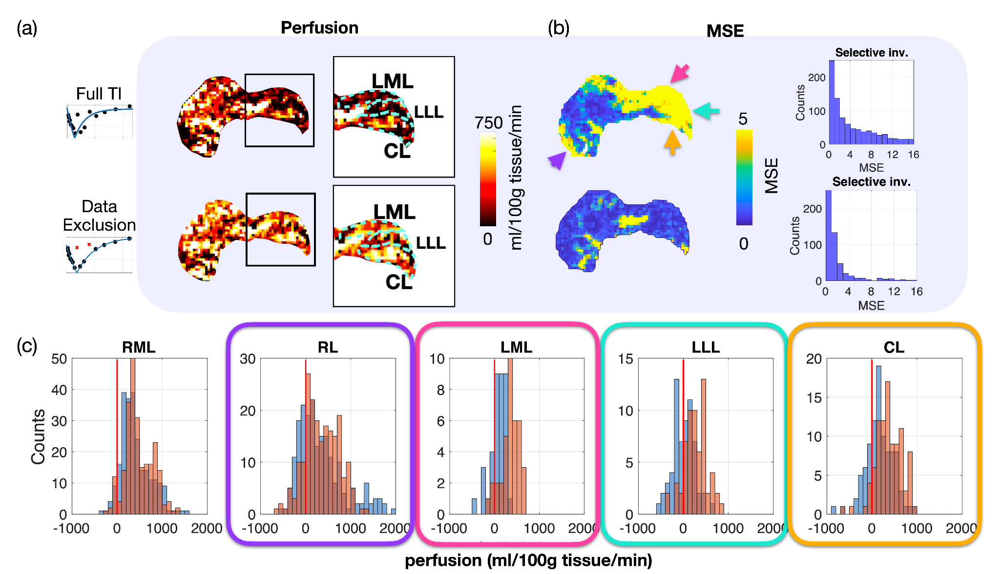 (a)
Perfusion
(b)
MSE
Full TI
LML
LLL
CL
750
0
ml/100g tissue/min
5
0
MSE
Selective inv.
Counts
200
100
0
0 4 8 12 16
MSE
Data
Exclusion
LML
LLL
CL
Selective inv.
Counts
200
100
0
0 4 8 12 16
MSE
(c)
RML
Counts
50
40
30
20
10
0
-1000 0 1000 2000
RL
30
20
10
0
-1000 0 1000 2000
LML
10
8
6
4
2
0
-1000 0 1000 2000
LLL
15
10
5
0
-1000 0 1000 2000
CL
20
15
10
5
0
-1000 0 1000 2000
perfusion (ml/100g tissue/min)